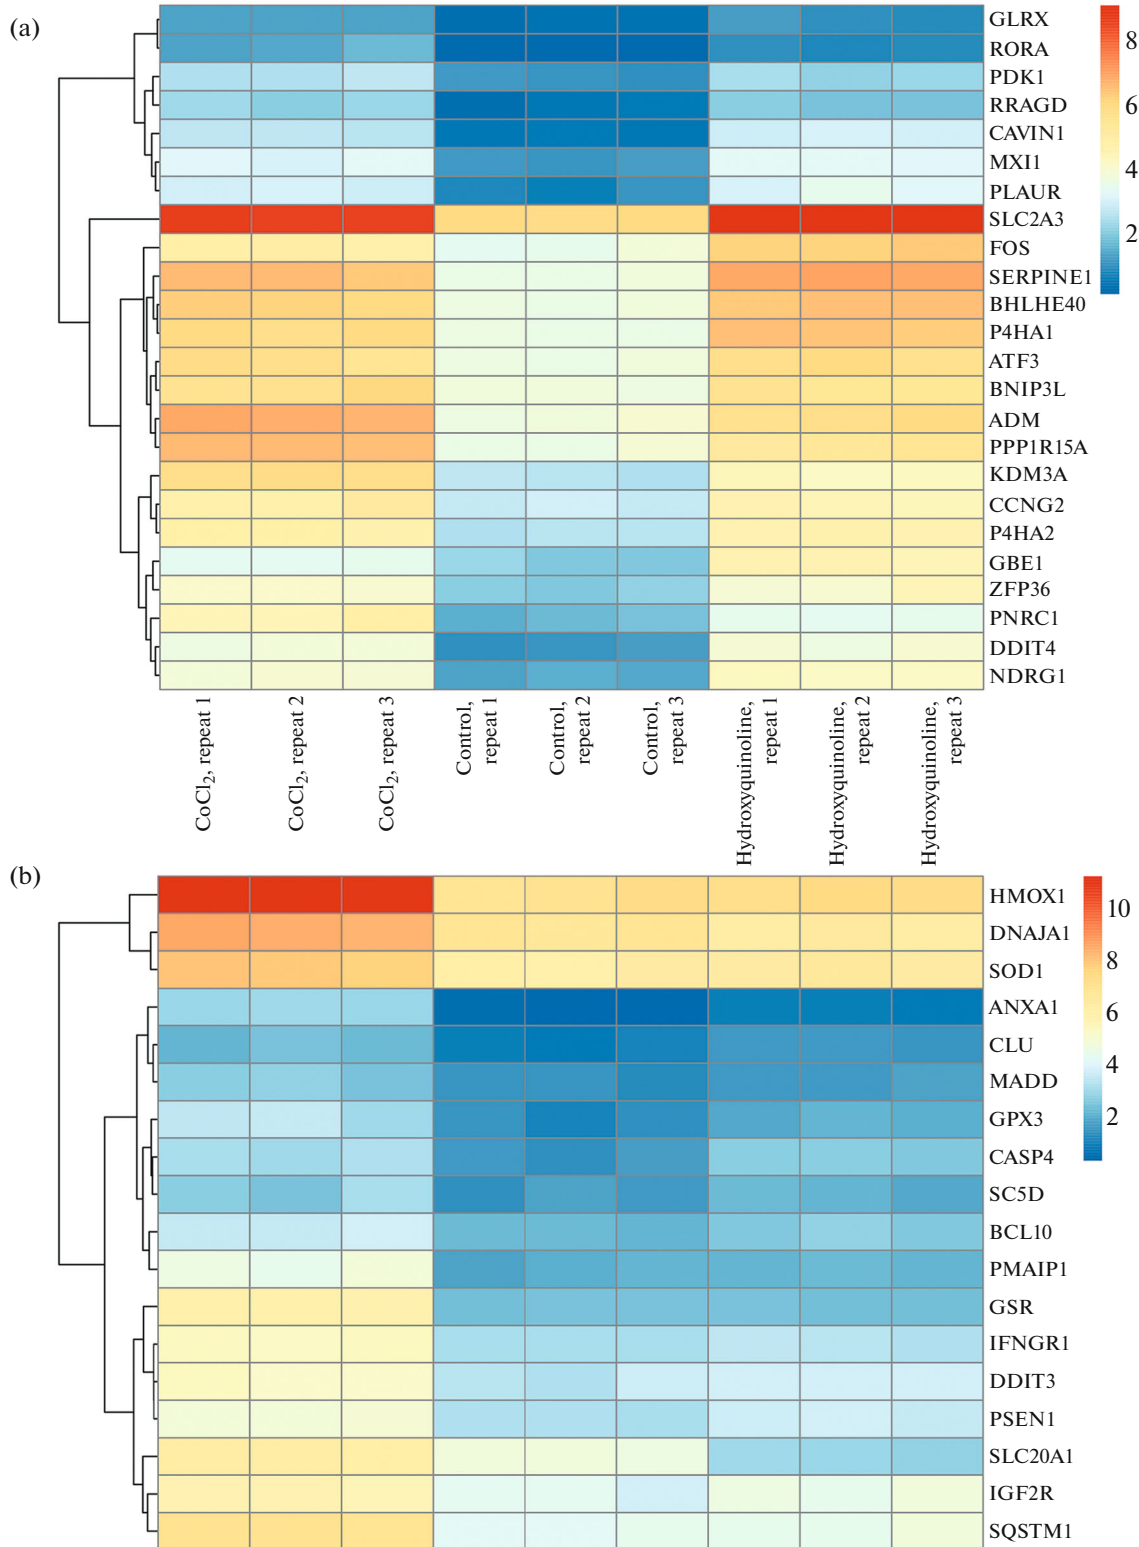 (a)
GLRX
RORA
PDK1
RRAGD
CAVIN1
MXI1
PLAUR
SLC2A3
FOS
SERPINE1
BHLHE40
P4HA1
ATF3
BNIP3L
ADM
PPP1R15A
KDM3A
CCNG2
P4HA2
GBE1
ZFP36
PNRC1
DDIT4
NDRG1
8
6
4
2
CoCl₂, repeat 1
CoCl₂, repeat 2
CoCl₂, repeat 3
Control,
repeat 1
Control,
repeat 2
Control,
repeat 3
Hydroxyquinoline,
repeat 1
Hydroxyquinoline,
repeat 2
Hydroxyquinoline,
repeat 3
(b)
HMOX1
DNAJA1
SOD1
ANXA1
CLU
MADD
GPX3
CASP4
SC5D
BCL10
PMAIP1
GSR
IFNGR1
DDIT3
PSEN1
SLC20A1
IGF2R
SQSTM1
10
8
6
4
2